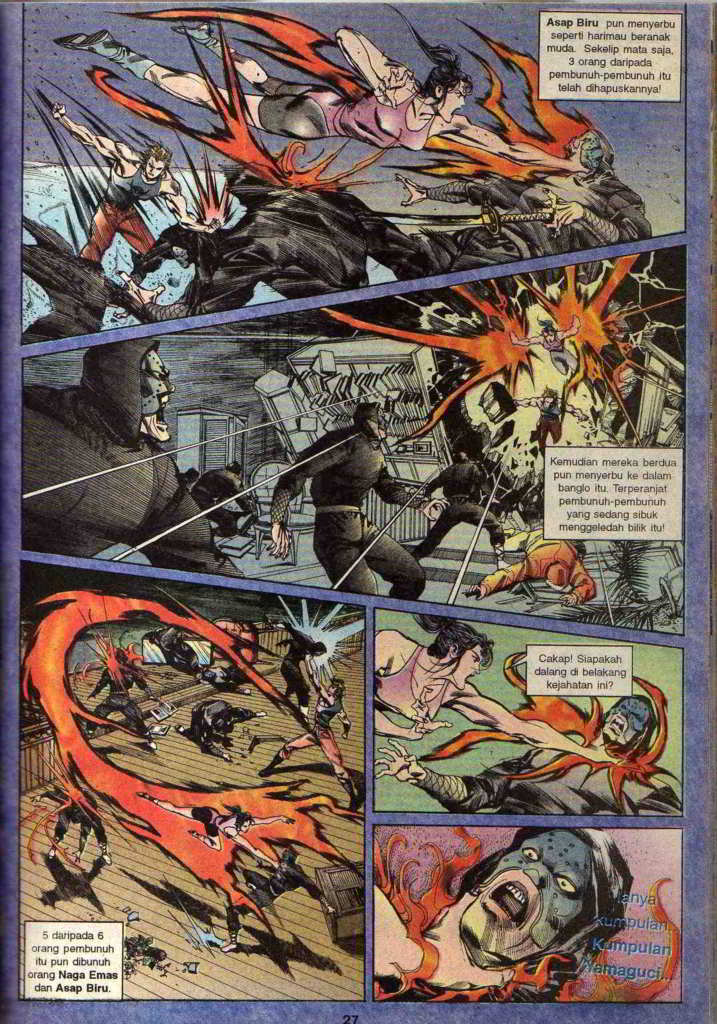 Asap Biru pun menyerbu
seperti harimau beranak
muda. Sekelip mata saja,
3 orang daripada
pembunuh-pembunuh itu
telah dihapuskannya!
Kemudian mereka berdua
pun menyerbu ke dalam
banglo itu. Terperanjat
pembunuh-pembunuh
yang sedang sibuk
menggeledah bilik itu!
5 daripada 6
orang pembunuh
itu pun dibunuh
orang Naga Emas
dan Asap Biru.
Cakap! Siapakah
dalang di belakang
kejahatan ini?
Ianya
kumpulan
Kumpulan
Yamaguci..
27